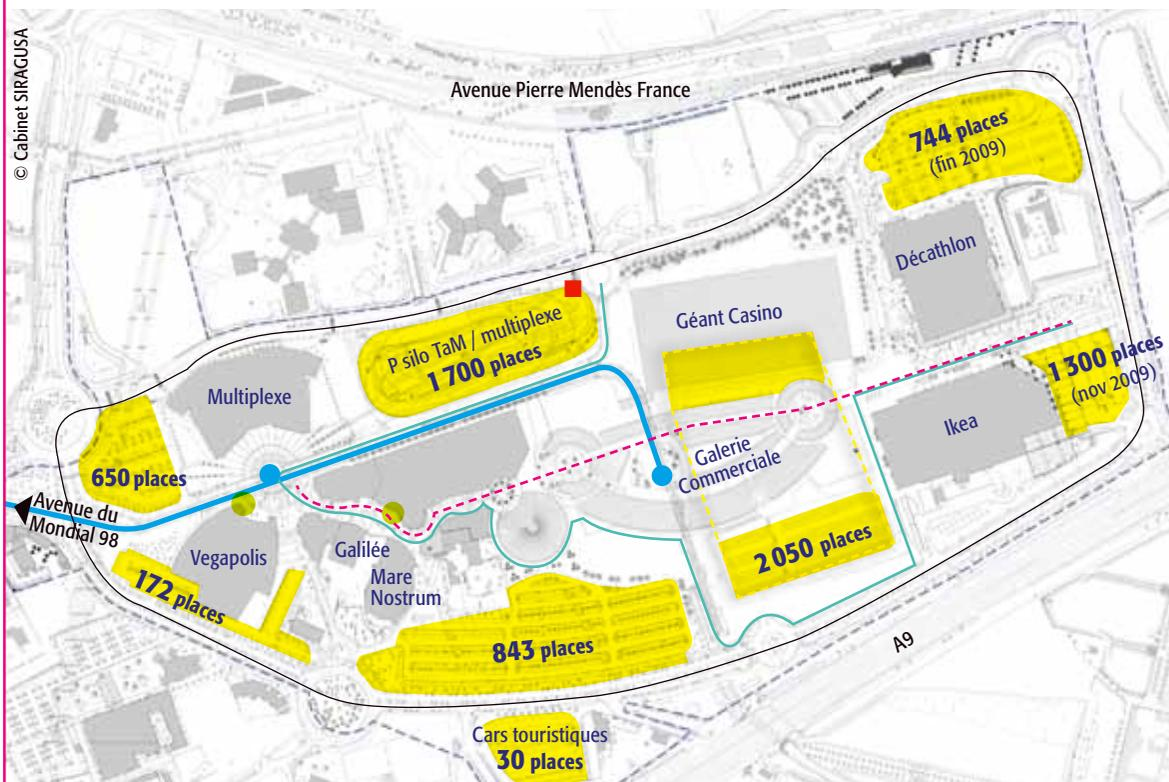 © Cabinet SIRAGUSA
Avenue Pierre Mendès France
744 places
(fin 2009)
Décathlon
Géant Casino
P silo TaM / multiplexe
1 700 places
1 300 places
(nov 2009)
Multiplexe
Ikea
Galerie
Commerciale
650 places
Avenue du
Mondial 98
2 050 places
Vegapolis
Galilée
Mare
Nostrum
172 places
843 places
A9
Cars touristiques
30 places